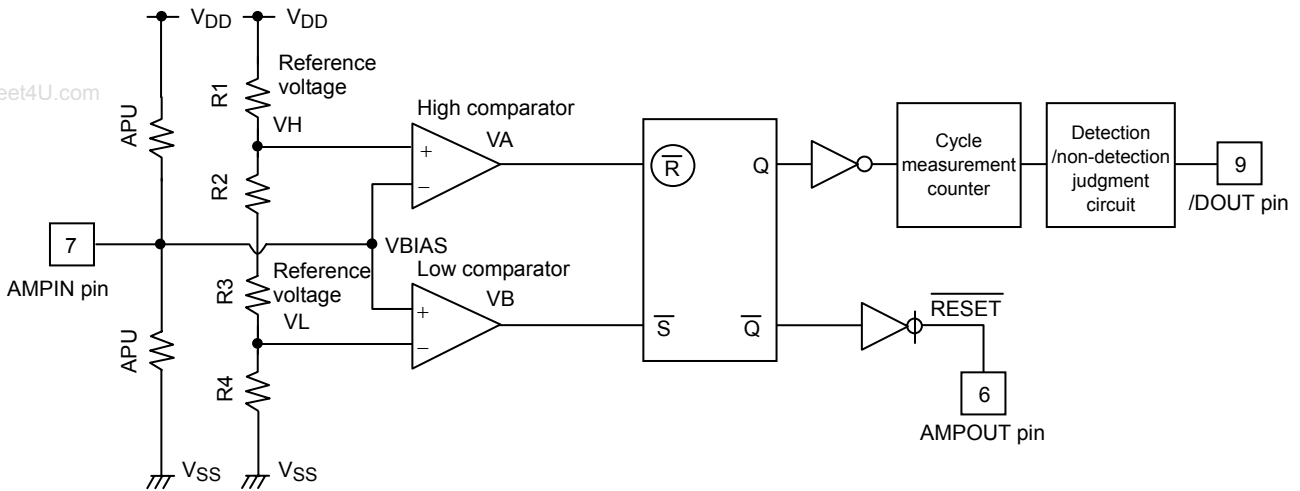 VDD
VDD
Reference
voltage
eet4U.com
R1
APU
VH
High comparator
VA
+
−
R
Q
Cycle
measurement
counter
Detection
/non-detection
judgment
circuit
9
/DOUT pin
R2
7
AMPIN pin
VBIAS
Reference
voltage
R3
VL
Low comparator
VB
+
−
S
Q
RESET
APU
R4
6
AMPOUT pin
VSS
VSS